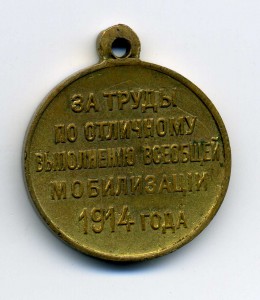 ЗА ТРУДЫ
ПО ОТЛИЧНОМУ
ВЫПОЛНЕНІЮ ВСЕОБЩЕЙ
МОБИЛИЗАЦІИ
1914 ГОДА